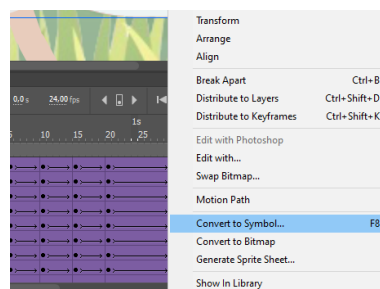 Transform
Arrange
Align
Break Apart Ctrl+B
Distribute to Layers Ctrl+Shift+D
Distribute to Keyframes Ctrl+Shift+K
Edit with Photoshop
Edit with...
Swap Bitmap...
Motion Path
Convert to Symbol... F8
Convert to Bitmap
Generate Sprite Sheet...
Show In Library
0,0 s 24,00 fps
1s
10 15 20 25